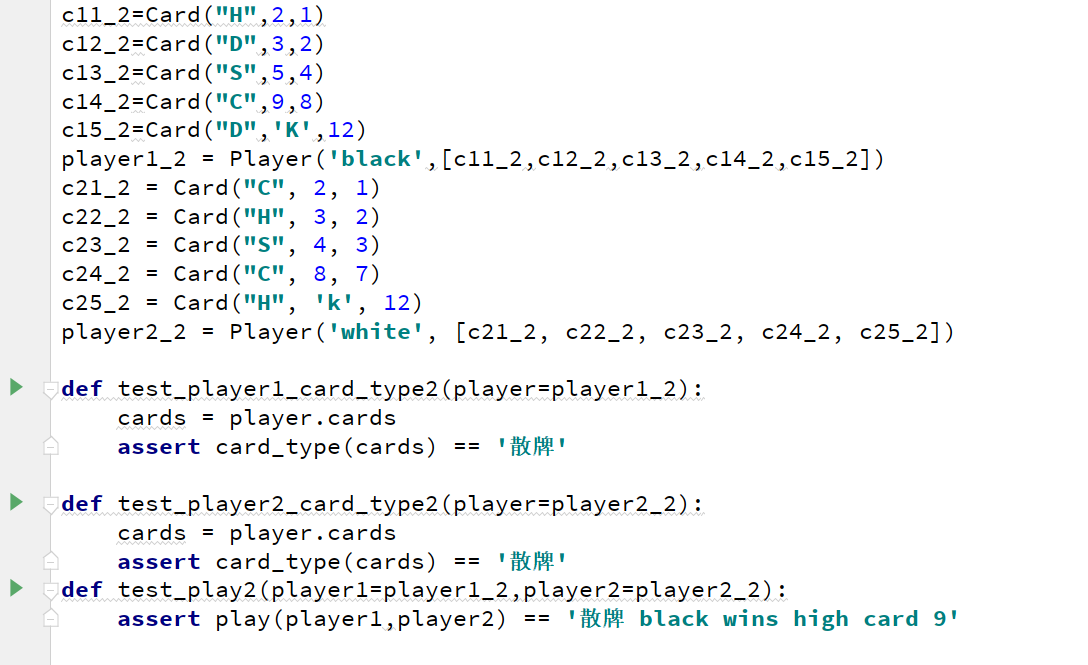 c11_2=Card("H",2,1)
c12_2=Card("D",3,2)
c13_2=Card("S",5,4)
c14_2=Card("C",9,8)
c15_2=Card("D",'K',12)
player1_2 = Player('black',[c11_2,c12_2,c13_2,c14_2,c15_2])
c21_2 = Card("C", 2, 1)
c22_2 = Card("H", 3, 2)
c23_2 = Card("S", 4, 3)
c24_2 = Card("C", 8, 7)
c25_2 = Card("H", 'k', 12)
player2_2 = Player('white', [c21_2, c22_2, c23_2, c24_2, c25_2])
def test_player1_card_type2(player=player1_2):
    cards = player.cards
    assert card_type(cards) == '散牌'
def test_player2_card_type2(player=player2_2):
    cards = player.cards
    assert card_type(cards) == '散牌'
def test_play2(player1=player1_2,player2=player2_2):
    assert play(player1,player2) == '散牌 black wins high card 9'